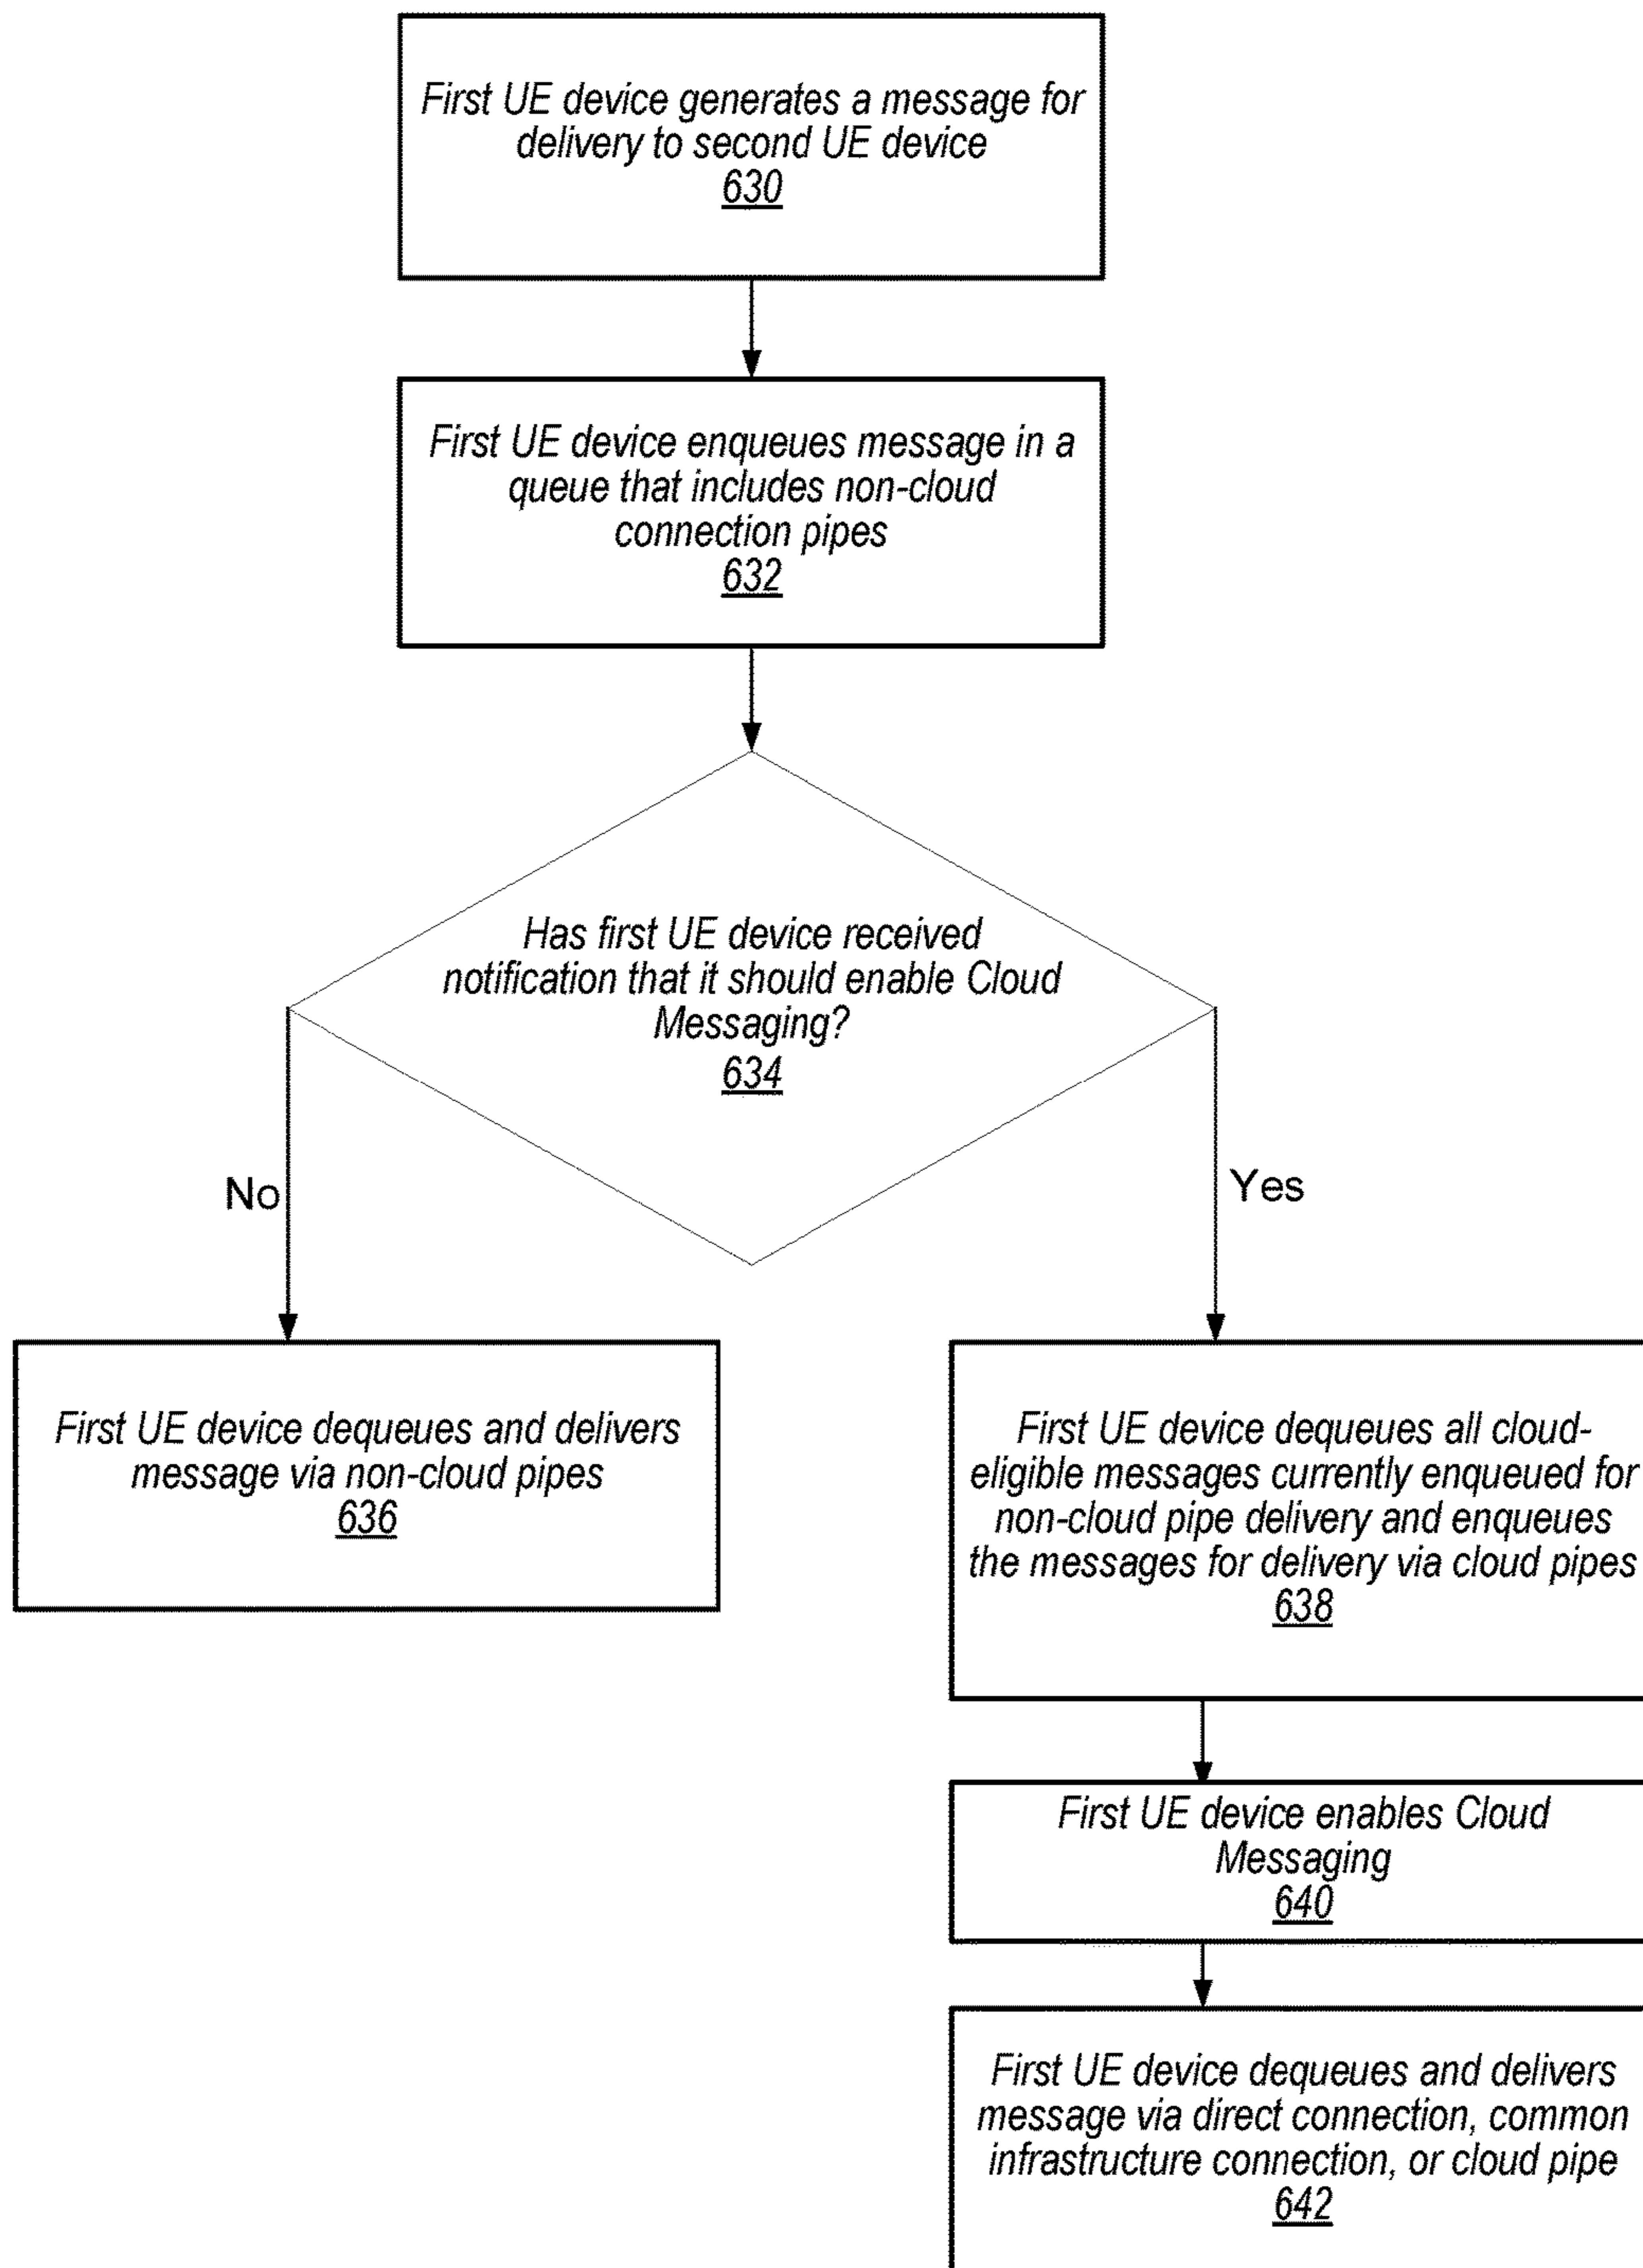 First UE device generates a message for
delivery to second UE device
630
First UE device enqueues message in a
queue that includes non-cloud
connection pipes
632
Has first UE device received
notification that it should enable Cloud
Messaging?
634
No
Yes
First UE device dequeues and delivers
message via non-cloud pipes
636
First UE device dequeues all cloud-
eligible messages currently enqueued for
non-cloud pipe delivery and enqueues
the messages for delivery via cloud pipes
638
First UE device enables Cloud
Messaging
640
First UE device dequeues and delivers
message via direct connection, common
infrastructure connection, or cloud pipe
642